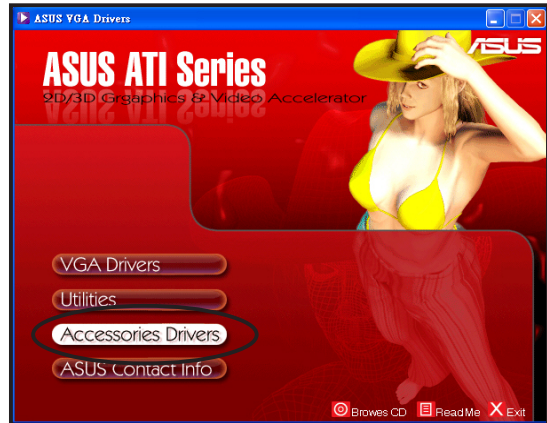 ASUS VGA Drivers
ASUS
ASUS ATI Series
2D/3D Grgaphics & Video Accelerator
VGA Drivers
Utilities
Accessories Drivers
ASUS Contact Info
Browes CD ReadMe X Exit